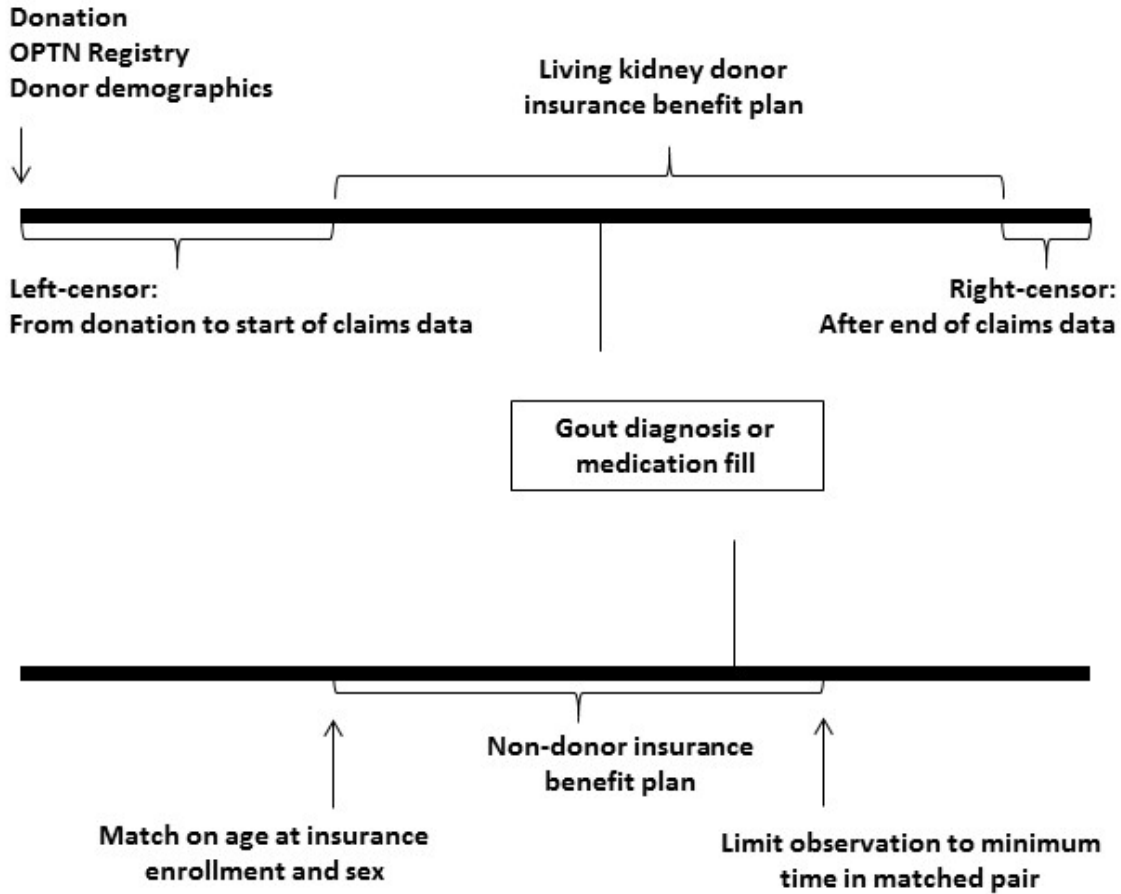 Donation
OPTN Registry
Donor demographics
Living kidney donor
insurance benefit plan
Left-censor:
From donation to start of claims data
Right-censor:
After end of claims data
Gout diagnosis or
medication fill
Non-donor insurance
benefit plan
Match on age at insurance
enrollment and sex
Limit observation to minimum
time in matched pair